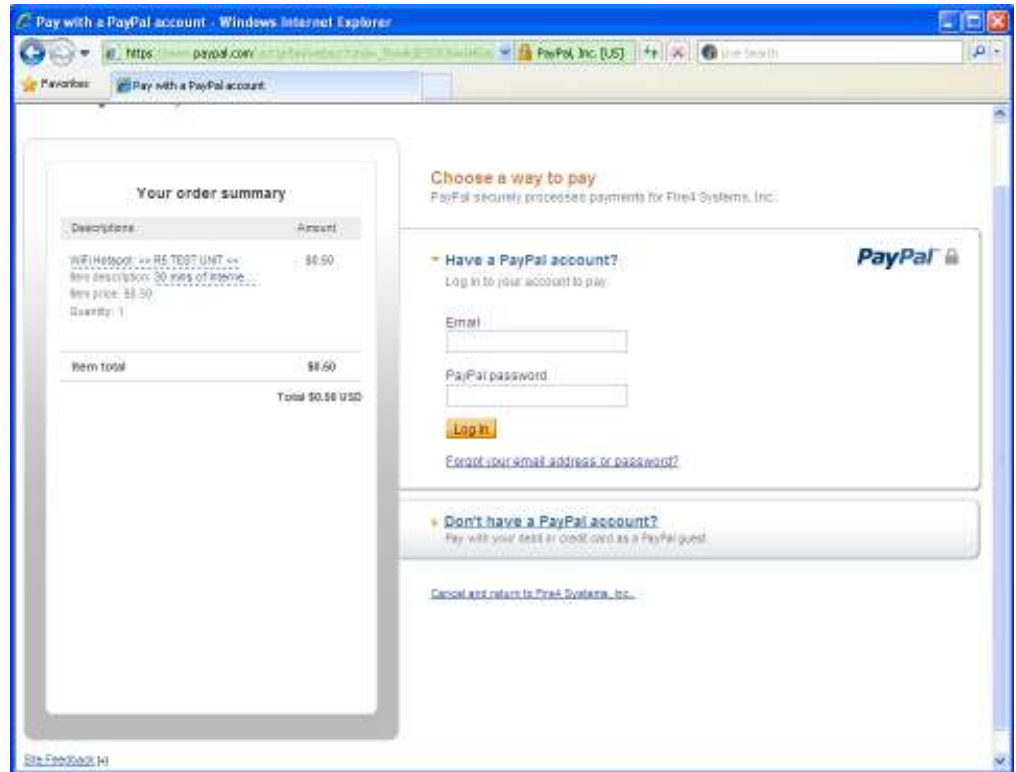 Pay with a PayPal account - Windows Internet Explorer
https paypal.com PayPal, Inc. [US] Live Search
Favorites Pay with a PayPal account
Your order summary
Descriptions Amount
WiFi Hotspot: >> R5 TEST UNIT << $0.50
Item description: 30 mins of Interne...
Item price: $0.50
Quantity: 1
Item total $0.50
Total $0.50 USD
Choose a way to pay
PayPal securely processes payments for Fire4 Systems, Inc..
Have a PayPal account? PayPal
Log in to your account to pay
Email
PayPal password
Log In
Forgot your email address or password?
Don't have a PayPal account?
Pay with your debit or credit card as a PayPal guest
Cancel and return to Fire4 Systems, Inc..
Site Feedback [+]